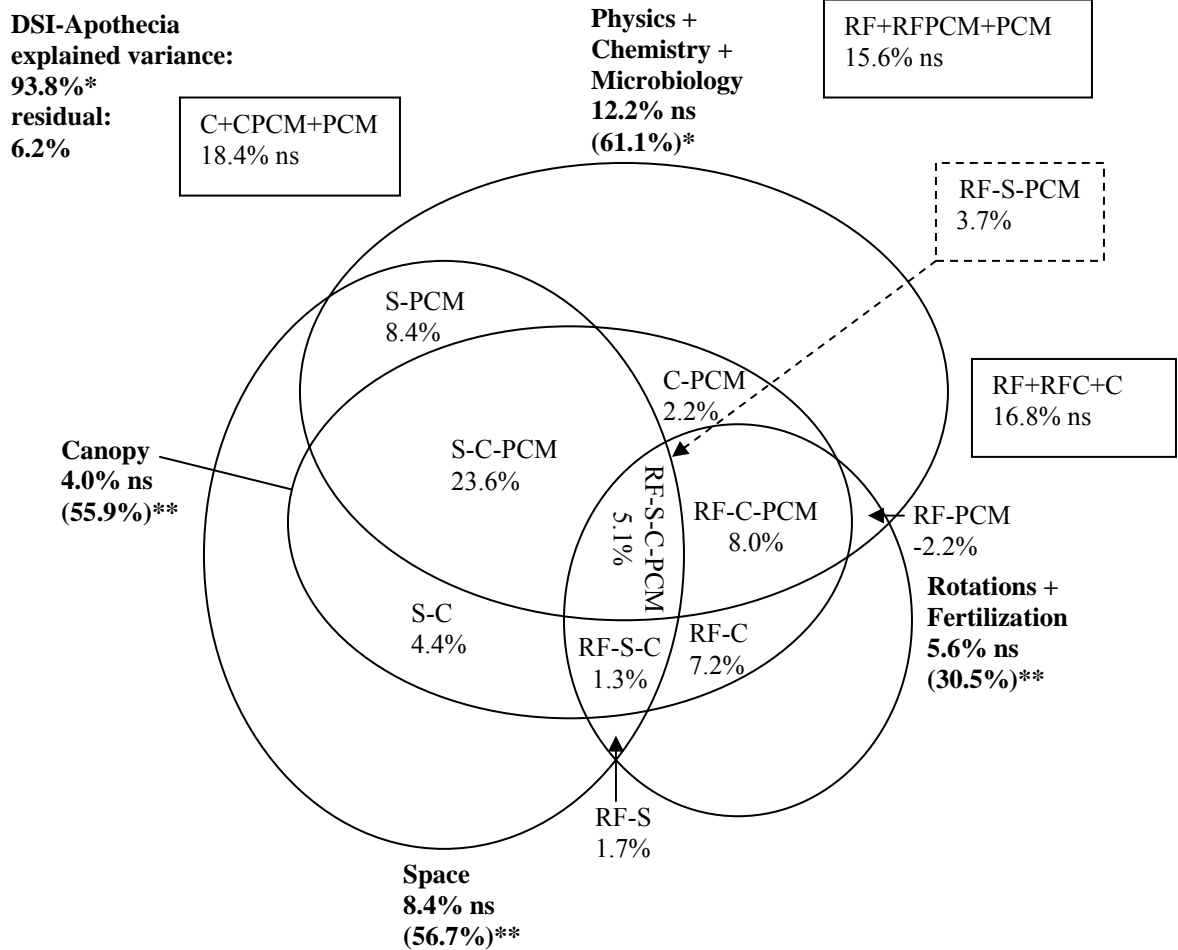 DSI-Apothecia
explained variance:
93.8%*
residual:
6.2%
C+CPCM+PCM
18.4% ns
Physics +
Chemistry +
Microbiology
12.2% ns
(61.1%)*
RF+RFPCM+PCM
15.6% ns
RF-S-PCM
3.7%
S-PCM
8.4%
C-PCM
2.2%
RF+RFC+C
16.8% ns
Canopy
4.0% ns
(55.9%)**
S-C-PCM
23.6%
RF-S-C-PCM
5.1%
RF-C-PCM
8.0%
RF-PCM
-2.2%
Rotations +
Fertilization
5.6% ns
(30.5%)**
S-C
4.4%
RF-S-C
1.3%
RF-C
7.2%
RF-S
1.7%
Space
8.4% ns
(56.7%)**